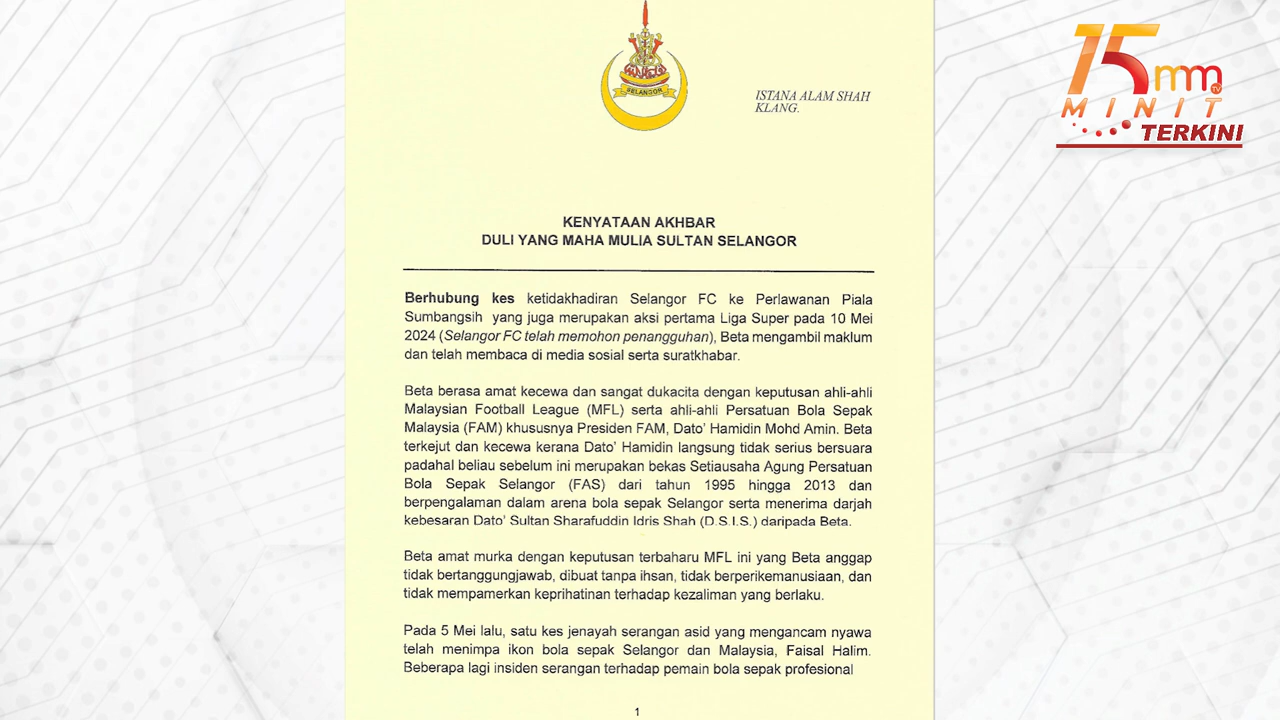 SELANGOR
ISTANA ALAM SHAH
KLANG.
15
mm
TV
MINIT
TERKINI
KENYATAAN AKHBAR
DULI YANG MAHA MULIA SULTAN SELANGOR
Berhubung kes ketidakhadiran Selangor FC ke Perlawanan Piala
Sumbangsih yang juga merupakan aksi pertama Liga Super pada 10 Mei
2024 (Selangor FC telah memohon penangguhan), Beta mengambil maklum
dan telah membaca di media sosial serta suratkhabar.
Beta berasa amat kecewa dan sangat dukacita dengan keputusan ahli-ahli
Malaysian Football League (MFL) serta ahli-ahli Persatuan Bola Sepak
Malaysia (FAM) khususnya Presiden FAM, Dato' Hamidin Mohd Amin. Beta
terkejut dan kecewa kerana Dato' Hamidin langsung tidak serius bersuara
padahal beliau sebelum ini merupakan bekas Setiausaha Agung Persatuan
Bola Sepak Selangor (FAS) dari tahun 1995 hingga 2013 dan
berpengalaman dalam arena bola sepak Selangor serta menerima darjah
kebesaran Dato' Sultan Sharafuddin Idris Shah (D.S.I.S.) daripada Beta.
Beta amat murka dengan keputusan terbaharu MFL ini yang Beta anggap
tidak bertanggungjawab, dibuat tanpa ihsan, tidak berperikemanusiaan, dan
tidak mempamerkan keprihatinan terhadap kezaliman yang berlaku.
Pada 5 Mei lalu, satu kes jenayah serangan asid yang mengancam nyawa
telah menimpa ikon bola sepak Selangor dan Malaysia, Faisal Halim.
Beberapa lagi insiden serangan terhadap pemain bola sepak profesional
1